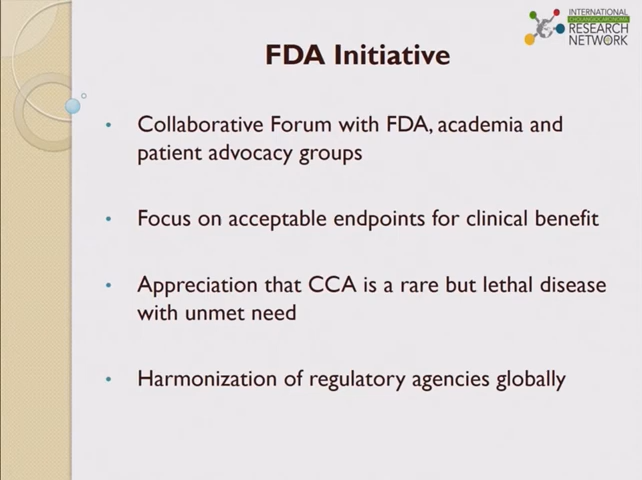 INTERNATIONAL
CHOLANGIOCARCINOMA
RESEARCH
NETWORK
FDA Initiative
• Collaborative Forum with FDA, academia and
patient advocacy groups
• Focus on acceptable endpoints for clinical benefit
• Appreciation that CCA is a rare but lethal disease
with unmet need
• Harmonization of regulatory agencies globally